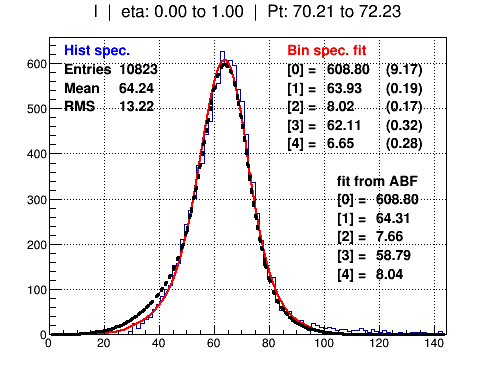 I | eta: 0.00 to 1.00 | Pt: 70.21 to 72.23
Hist spec.
Entries 10823
Mean 64.24
RMS 13.22
Bin spec. fit
[0] = 608.80 (9.17)
[1] = 63.93 (0.19)
[2] = 8.02 (0.17)
[3] = 62.11 (0.32)
[4] = 6.65 (0.28)
fit from ABF
[0] = 608.80
[1] = 64.31
[2] = 7.66
[3] = 58.79
[4] = 8.04
600
500
400
300
200
100
0
0 20 40 60 80 100 120 140